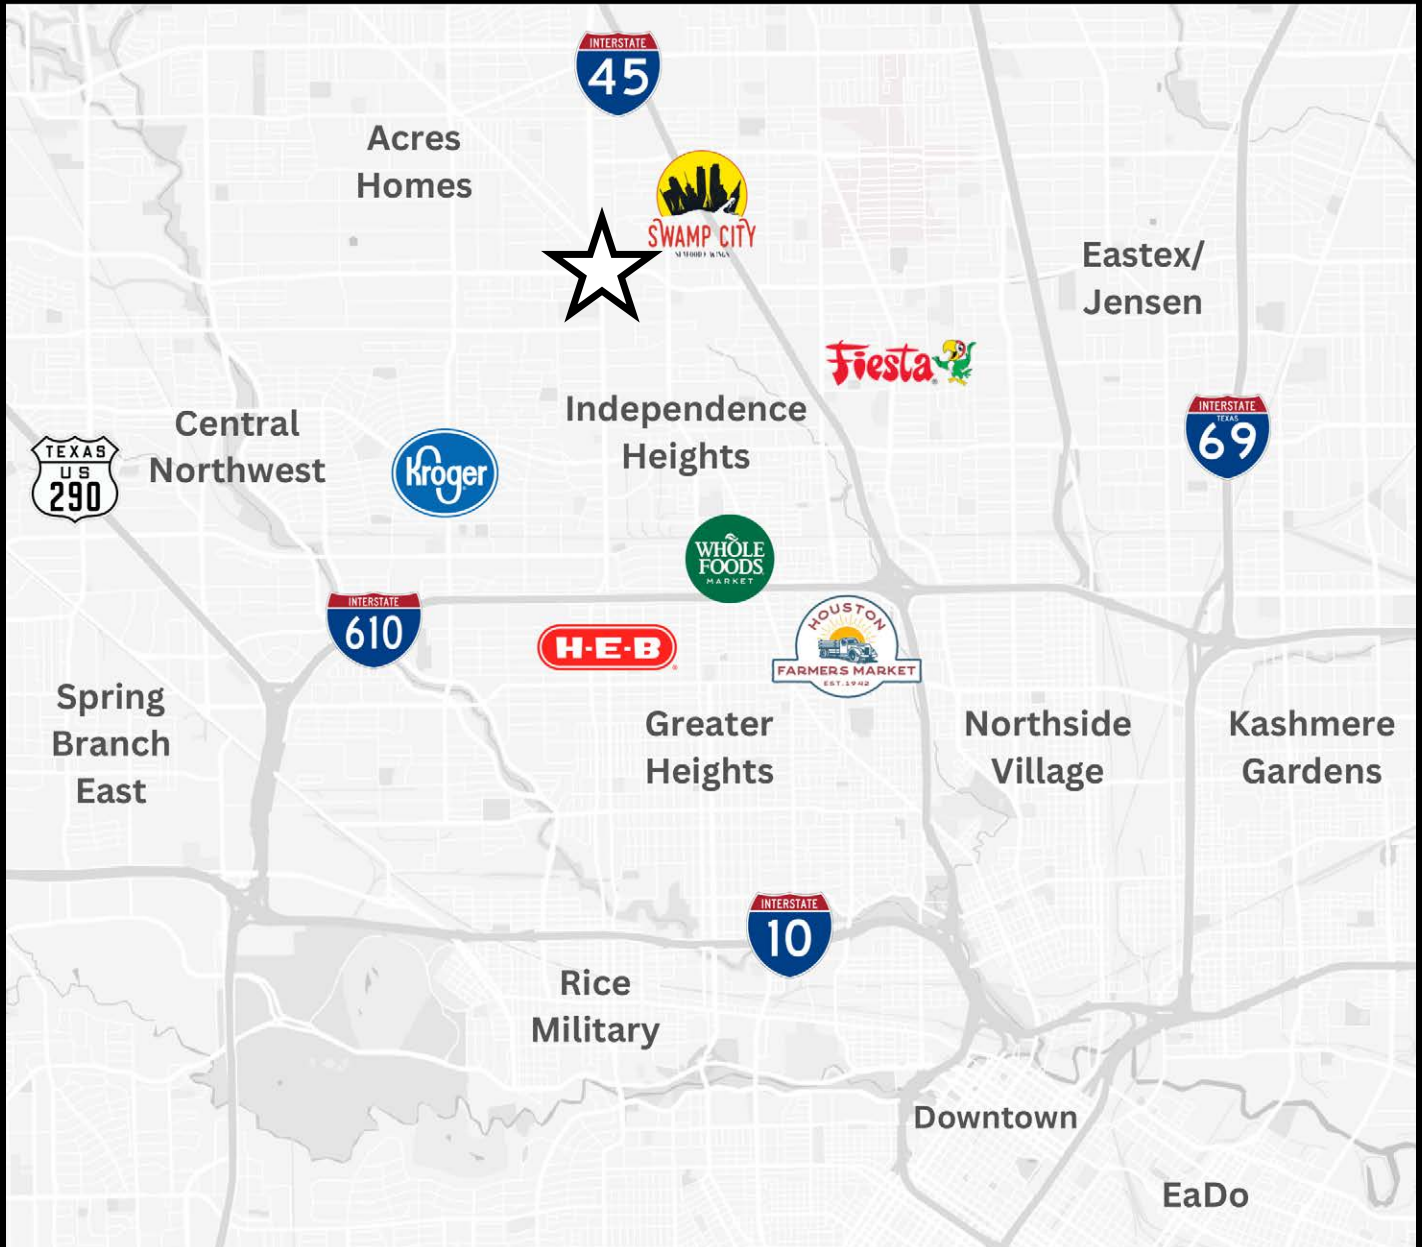 INTERSTATE
45
Acres
Homes
SWAMP CITY
Eastex/
Jensen
Fiesta
Independence
Heights
Central
Northwest
TEXAS
US
290
Kroger
INTERSTATE
TEXAS
69
WHOLE
FOODS
MARKET
INTERSTATE
610
H-E-B
HOUSTON
FARMERS MARKET
EST. 1942
Spring
Branch
East
Greater
Heights
Northside
Village
Kashmere
Gardens
INTERSTATE
10
Rice
Military
Downtown
EaDo